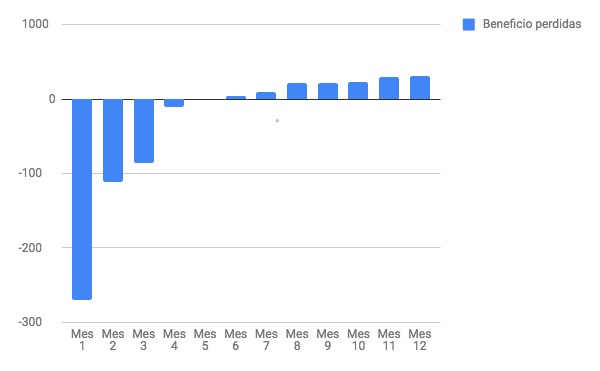 1000
Beneficio perdidas
0
-100
-200
-300
Mes Mes Mes Mes Mes Mes Mes Mes Mes Mes Mes Mes
1 2 3 4 5 6 7 8 9 10 11 12